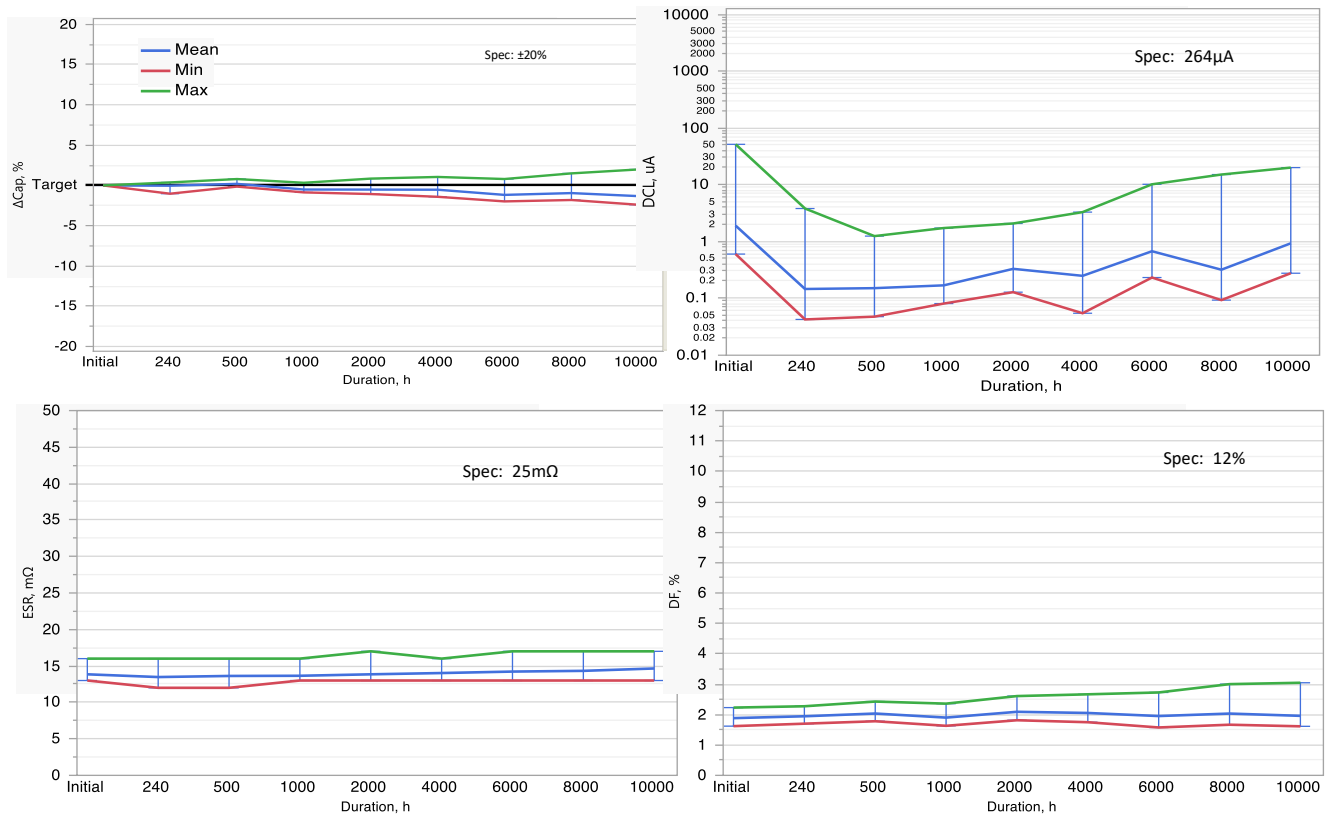 20
15
10
5
Target
-5
-10
-15
-20
ΔCap, %
Mean
Min
Max
Spec: ±20%
Initial 240 500 1000 2000 4000 6000 8000 10000
Duration, h
10000
5000
3000
2000
1000
500
300
200
100
50
30
20
10
5
3
2
1
0.5
0.3
0.2
0.1
0.05
0.03
0.02
0.01
DCL, uA
Spec: 264µA
Initial 240 500 1000 2000 4000 6000 8000 10000
Duration, h
50
45
40
35
30
25
20
15
10
5
0
ESR, mΩ
Spec: 25mΩ
Initial 240 500 1000 2000 4000 6000 8000 10000
Duration, h
12
11
10
9
8
7
6
5
4
3
2
1
0
DF, %
Spec: 12%
Initial 240 500 1000 2000 4000 6000 8000 10000
Duration, h